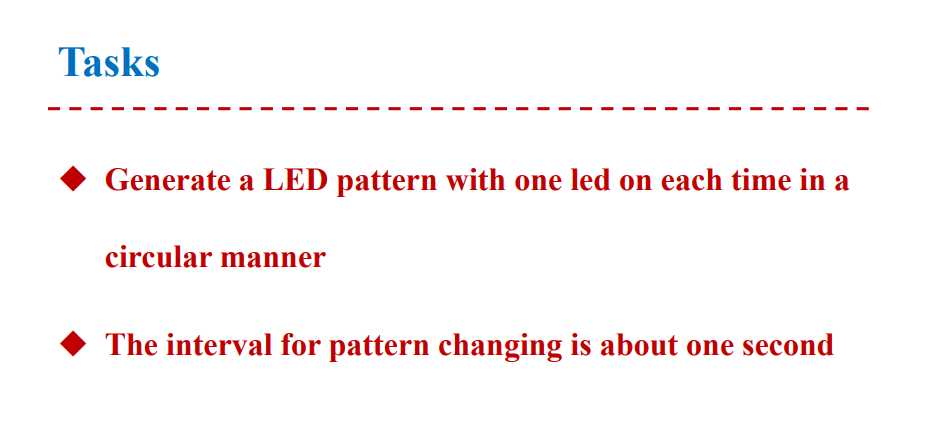 Tasks
Generate a LED pattern with one led on each time in a
circular manner
The interval for pattern changing is about one second